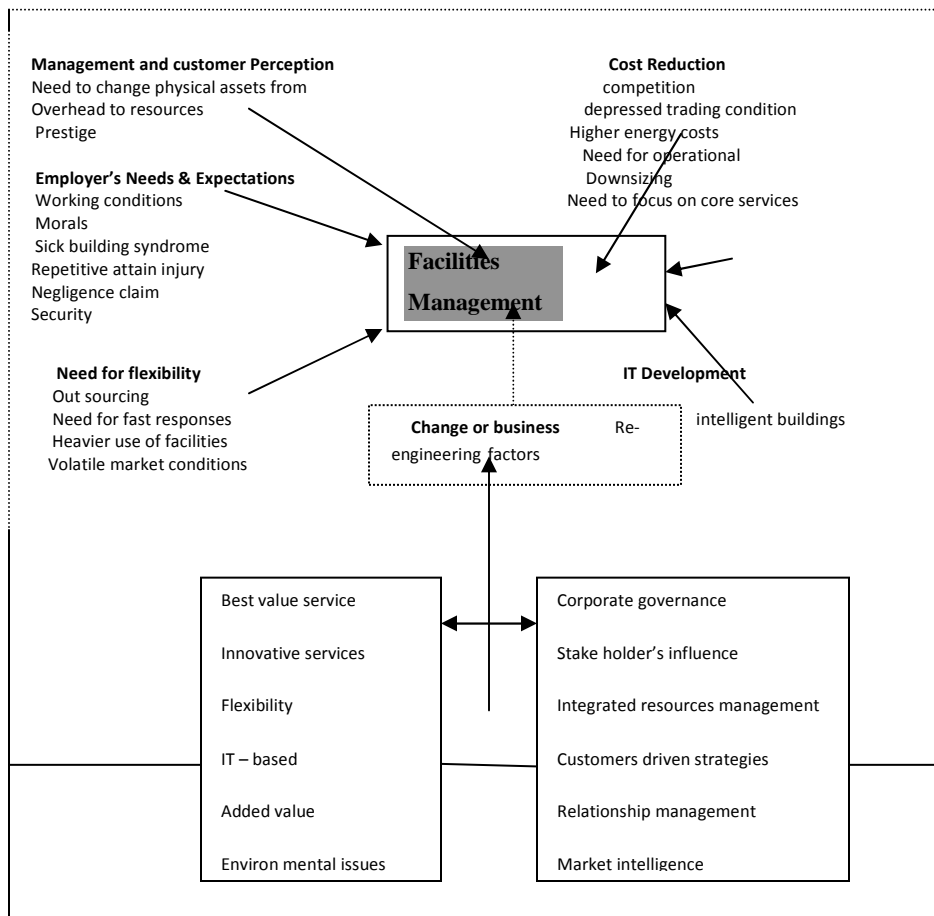 Management and customer Perception
Need to change physical assets from
Overhead to resources
Prestige
Employer's Needs & Expectations
Working conditions
Morals
Sick building syndrome
Repetitive attain injury
Negligence claim
Security
Need for flexibility
Out sourcing
Need for fast responses
Heavier use of facilities
Volatile market conditions
Cost Reduction
competition
depressed trading condition
Higher energy costs
Need for operational
Downsizing
Need to focus on core services
Facilities
Management
IT Development
intelligent buildings
Change or business Re-
engineering factors
Best value service
Innovative services
Flexibility
IT – based
Added value
Environ mental issues
Corporate governance
Stake holder's influence
Integrated resources management
Customers driven strategies
Relationship management
Market intelligence